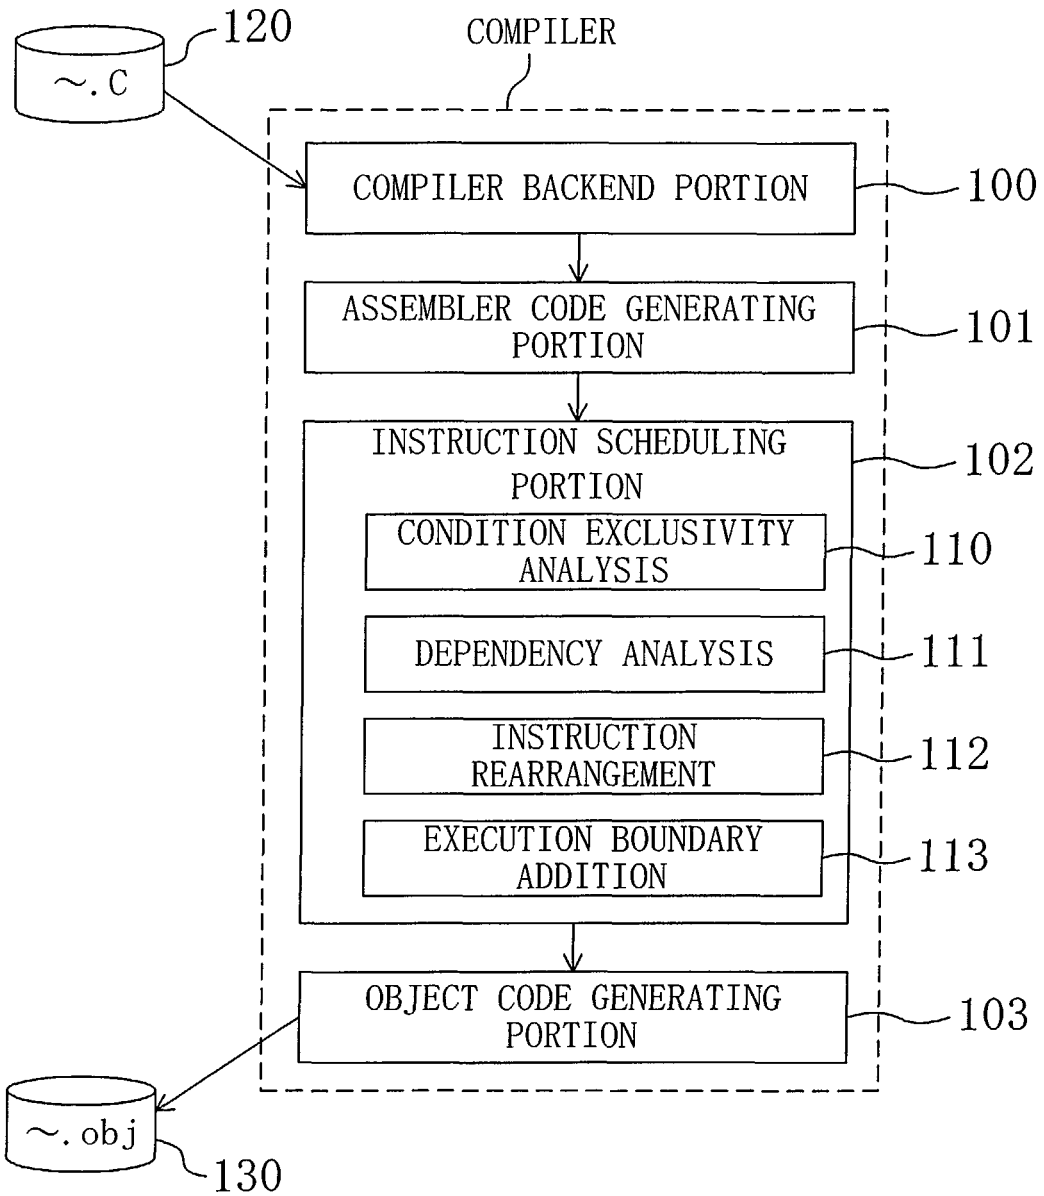 120
COMPILER
~.C
COMPILER BACKEND PORTION
100
ASSEMBLER CODE GENERATING
PORTION
101
INSTRUCTION SCHEDULING
PORTION
102
CONDITION EXCLUSIVITY
ANALYSIS
110
DEPENDENCY ANALYSIS
111
INSTRUCTION
REARRANGEMENT
112
EXECUTION BOUNDARY
ADDITION
113
OBJECT CODE GENERATING
PORTION
103
~.obj
130